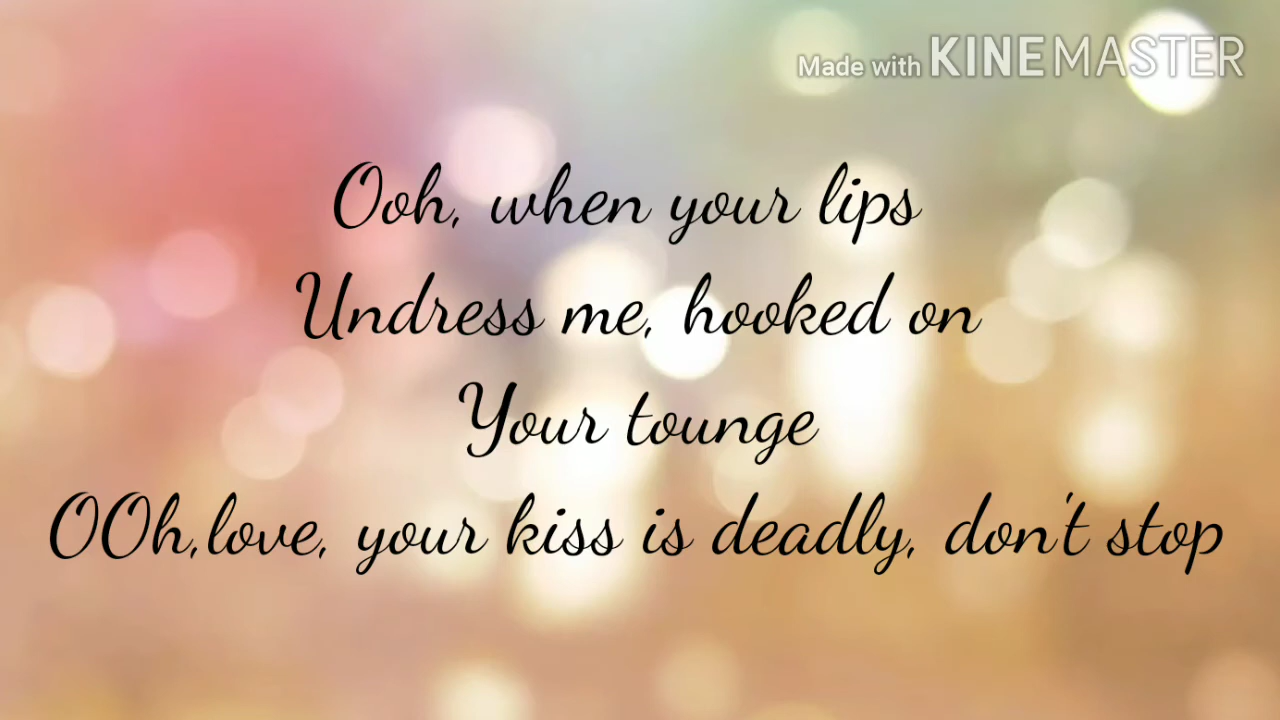 Made with KINEMASTER
Ooh, when your lips
Undress me, hooked on
Your tounge
OOh,love, your kiss is deadly, don't stop